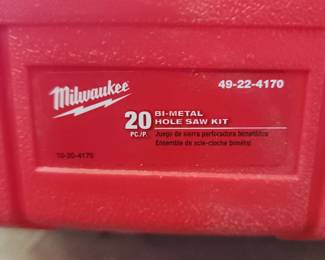 Milwaukee
49-22-4170
20 PC./P.
BI-METAL
HOLE SAW KIT
Juego de sierra perforadora bimetálica
Ensemble de scie-cloche bimétal